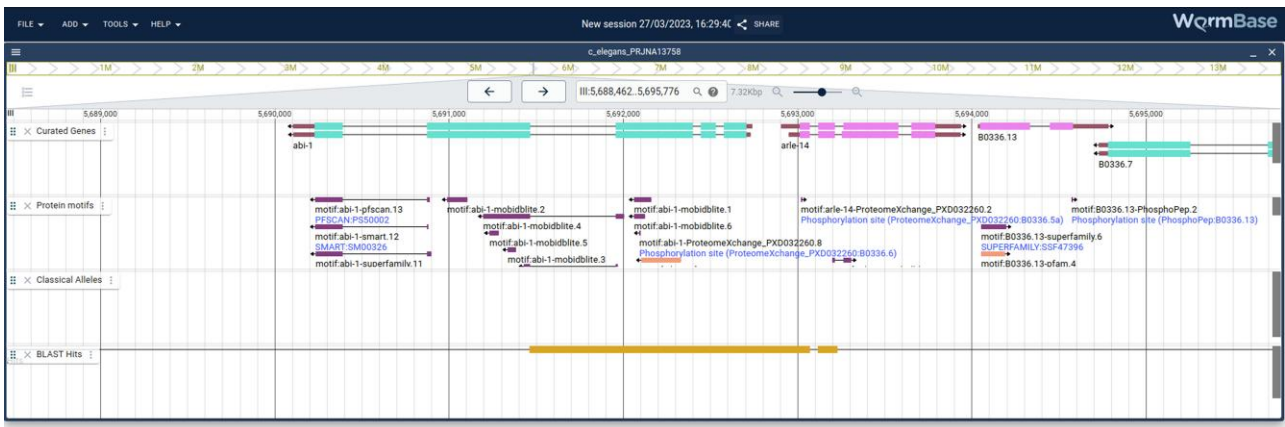 FILE ADD TOOLS HELP New session 27/03/2023, 16:29:40 SHARE WormBase
c_elegans_PRJNA13758
III 1M 2M 3M 4M 5M 6M 7M 8M 9M 10M 11M 12M 13M
III:5,688,462..5,695,776 7.32Kbp
III 5,689,000 5,690,000 5,691,000 5,692,000 5,693,000 5,694,000 5,695,000
Curated Genes
abi-1 arle-14 B0336.13
B0336.7
Protein motifs
motif:abi-1-pfscan.13 motif:abi-1-mobidblite.2 motif:abi-1-mobidblite.1 motif:arle-14-ProteomeXchange_PXD032260.2 motif:B0336.13-PhosphoPep.2
PFSCAN:PS50002 Phosphorylation site (ProteomeXchange_PXD032260:B0336.5a) Phosphorylation site (PhosphoPep:B0336.13)
motif:abi-1-mobidblite.4 motif:abi-1-mobidblite.6
motif:abi-1-smart.12 motif:B0336.13-superfamily.6
SMART:SM00326 motif:abi-1-mobidblite.5 motif:abi-1-ProteomeXchange_PXD032260.8 SUPERFAMILY:SSF47396
Phosphorylation site (ProteomeXchange_PXD032260:B0336.6)
motif:abi-1-superfamily.11 motif:abi-1-mobidblite.3 motif:B0336.13-pfam.4
Classical Alleles
BLAST Hits